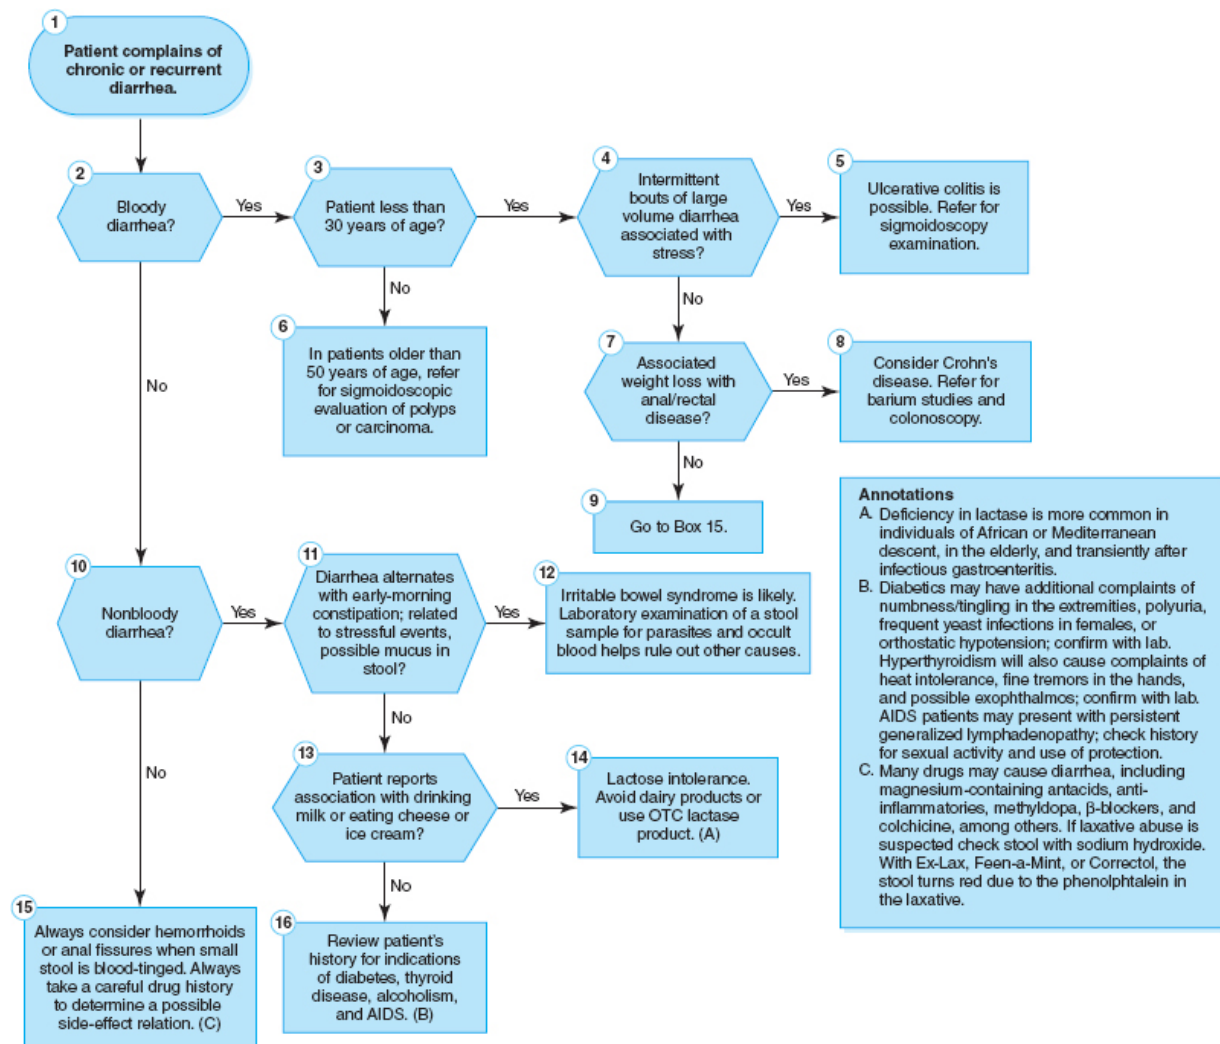 1
Patient complains of
chronic or recurrent
diarrhea.
2
Bloody
diarrhea?
Yes
3
Patient less than
30 years of age?
Yes
4
Intermittent
bouts of large
volume diarrhea
associated with
stress?
Yes
5
Ulcerative colitis is
possible. Refer for
sigmoidoscopy
examination.
No
6
In patients older than
50 years of age, refer
for sigmoidoscopic
evaluation of polyps
or carcinoma.
No
7
Associated
weight loss with
anal/rectal
disease?
Yes
8
Consider Crohn's
disease. Refer for
barium studies and
colonoscopy.
No
9
Go to Box 15.
No
10
Nonbloody
diarrhea?
Yes
11
Diarrhea alternates
with early-morning
constipation; related
to stressful events,
possible mucus in
stool?
Yes
12
Irritable bowel syndrome is likely.
Laboratory examination of a stool
sample for parasites and occult
blood helps rule out other causes.
No
13
Patient reports
association with drinking
milk or eating cheese or
ice cream?
Yes
14
Lactose intolerance.
Avoid dairy products or
use OTC lactase
product. (A)
No
15
Always consider hemorrhoids
or anal fissures when small
stool is blood-tinged. Always
take a careful drug history
to determine a possible
side-effect relation. (C)
No
16
Review patient's
history for indications
of diabetes, thyroid
disease, alcoholism,
and AIDS. (B)
Annotations
A. Deficiency in lactase is more common in
individuals of African or Mediterranean
descent, in the elderly, and transiently after
infectious gastroenteritis.
B. Diabetics may have additional complaints of
numbness/tingling in the extremities, polyuria,
frequent yeast infections in females, or
orthostatic hypotension; confirm with lab.
Hyperthyroidism will also cause complaints of
heat intolerance, fine tremors in the hands,
and possible exophthalmos; confirm with lab.
AIDS patients may present with persistent
generalized lymphadenopathy; check history
for sexual activity and use of protection.
C. Many drugs may cause diarrhea, including
magnesium-containing antacids, anti-
inflammatories, methyldopa, β-blockers, and
colchicine, among others. If laxative abuse is
suspected check stool with sodium hydroxide.
With Ex-Lax, Feen-a-Mint, or Correctol, the
stool turns red due to the phenolphtalein in
the laxative.